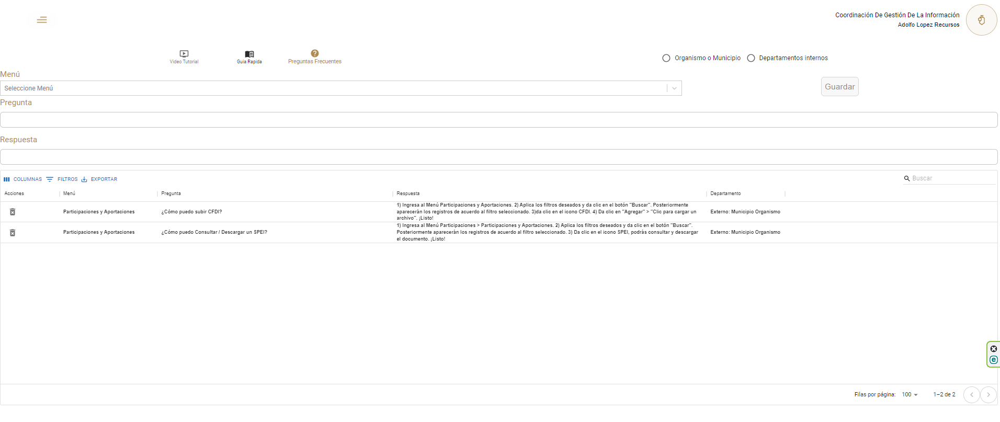 Coordinación De Gestión De La Información
Adolfo Lopez Recursos
Video Tutorial
Guia Rapida
Preguntas Frecuentes
Organismo o Municipio
Departamentos internos
Menú
Seleccione Menú
Guardar
Pregunta
Respuesta
COLUMNAS
FILTROS
EXPORTAR
Buscar
Acciones
Menú
Pregunta
Respuesta
Departamento
Participaciones y Aportaciones
¿Cómo puedo subir CFDI?
1) Ingresa al Menú Participaciones y Aportaciones. 2) Aplica los filtros deseados y da clic en el botón "Buscar". Posteriormente
aparecerán los registros de acuerdo al filtro seleccionado. 3)da clic en el icono CFDI. 4) Da clic en "Agregar" > "Clic para cargar un
archivo". ¡Listo!
Externo: Municipio Organismo
Participaciones y Aportaciones
¿Cómo puedo Consultar / Descargar un SPEI?
1) Ingresa al Menú Participaciones > Participaciones y Aportaciones. 2) Aplica los filtros deseados y da clic en el botón "Buscar".
Posteriormente aparecerán los registros de acuerdo al filtro seleccionado. 3) Da clic en el icono SPEI, podrás consultar y descargar
el documento. ¡Listo!
Externo: Municipio Organismo
Filas por página:
100
1–2 de 2